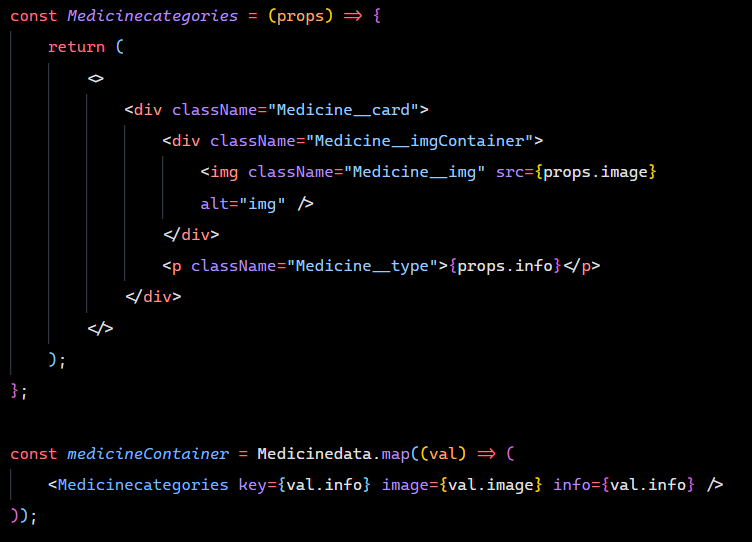 const Medicinecategories = (props) => {
    return (
        <>
            <div className="Medicine__card">
                <div className="Medicine__imgContainer">
                    <img className="Medicine__img" src={props.image}
                    alt="img" />
                </div>
                <p className="Medicine__type">{props.info}</p>
            </div>
        </>
    );
};

const medicineContainer = Medicinedata.map((val) => (
    <Medicinecategories key={val.info} image={val.image} info={val.info} />
));